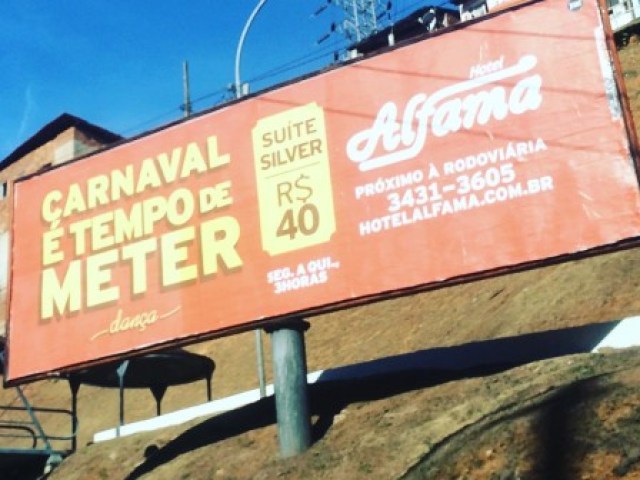 CARNAVAL
É TEMPO DE
METER
dança
SUÍTE
SILVER
R$
40
SEG. À QUI.,
3HORAS
Hotel
Alfama
PRÓXIMO À RODOVIÁRIA
3431-3605
HOTELALFAMA.COM.BR